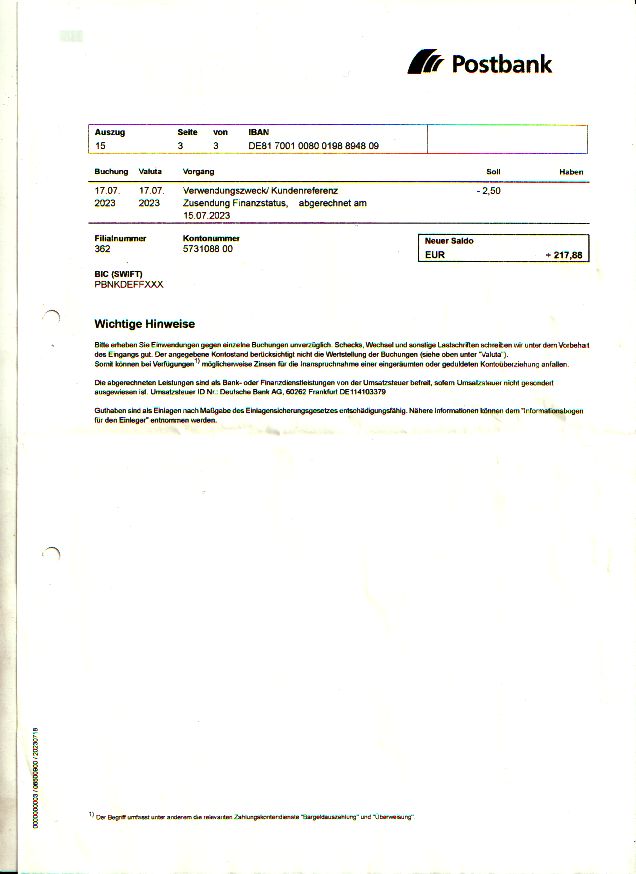 Postbank
Auszug Seite von IBAN
15 3 3 DE81 7001 0080 0198 8948 09
Buchung Valuta Vorgang Soll Haben
17.07. 17.07. Verwendungszweck/ Kundenreferenz - 2,50
2023 2023 Zusendung Finanzstatus, abgerechnet am
15.07.2023
Filialnummer Kontonummer Neuer Saldo
362 5731088 00 EUR + 217,88
BIC (SWIFT)
PBNKDEFFXXX
Wichtige Hinweise
Bitte erheben Sie Einwendungen gegen einzelne Buchungen unverzüglich. Schecks, Wechsel und sonstige Lastschriften schreiben wir unter dem Vorbehalt
des Eingangs gut. Der angegebene Kontostand berücksichtigt nicht die Wertstellung der Buchungen (siehe oben unter "Valuta").
Somit können bei Verfügungen 1) möglicherweise Zinsen für die Inanspruchnahme einer eingeräumten oder geduldeten Kontoüberziehung anfallen.
Die abgerechneten Leistungen sind als Bank- oder Finanzdienstleistungen von der Umsatzsteuer befreit, sofern Umsatzsteuer nicht gesondert
ausgewiesen ist. Umsatzsteuer ID Nr.: Deutsche Bank AG, 60262 Frankfurt DE114103379
Guthaben sind als Einlagen nach Maßgabe des Einlagensicherungsgesetzes entschädigungsfähig. Nähere Informationen können dem "Informationsbogen
für den Einleger" entnommen werden.
1) Der Begriff umfasst unter anderem die relevanten Zahlungskontendienste "Bargeldauszahlung" und "Überweisung".